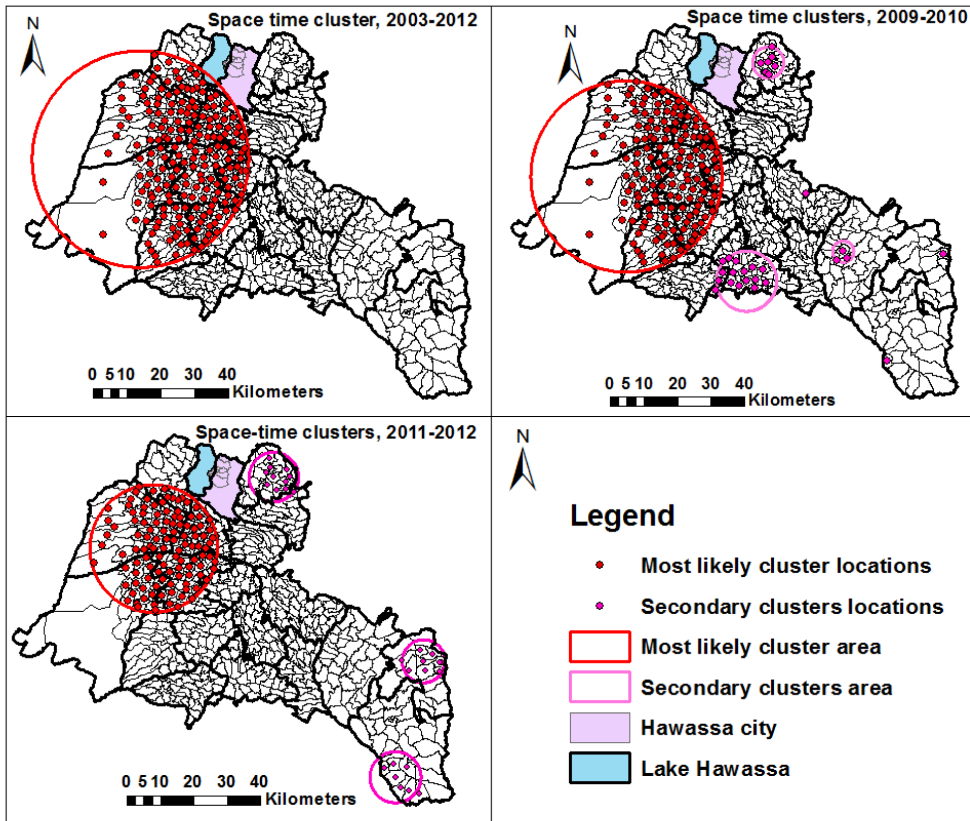 Space time cluster, 2003-2012
N
0 5 10 20 30 40
Kilometers
Space time clusters, 2009-2010
N
0 5 10 20 30 40
Kilometers
Space-time clusters, 2011-2012
N
0 5 10 20 30 40
Kilometers
N
Legend
Most likely cluster locations
Secondary clusters locations
Most likely cluster area
Secondary clusters area
Hawassa city
Lake Hawassa